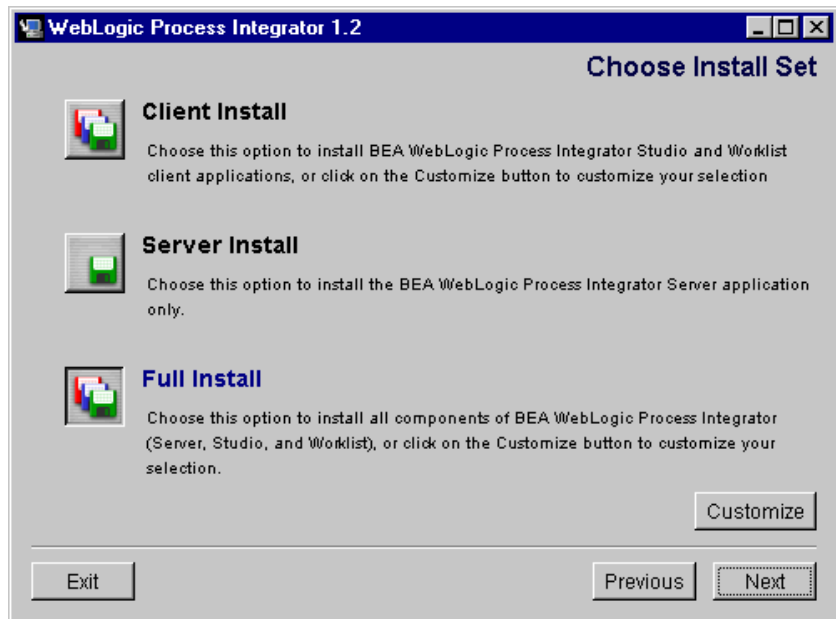 WebLogic Process Integrator 1.2
Choose Install Set
Client Install
Choose this option to install BEA WebLogic Process Integrator Studio and Worklist
client applications, or click on the Customize button to customize your selection
Server Install
Choose this option to install the BEA WebLogic Process Integrator Server application
only.
Full Install
Choose this option to install all components of BEA WebLogic Process Integrator
(Server, Studio, and Worklist), or click on the Customize button to customize your
selection.
Customize
Exit
Previous
Next